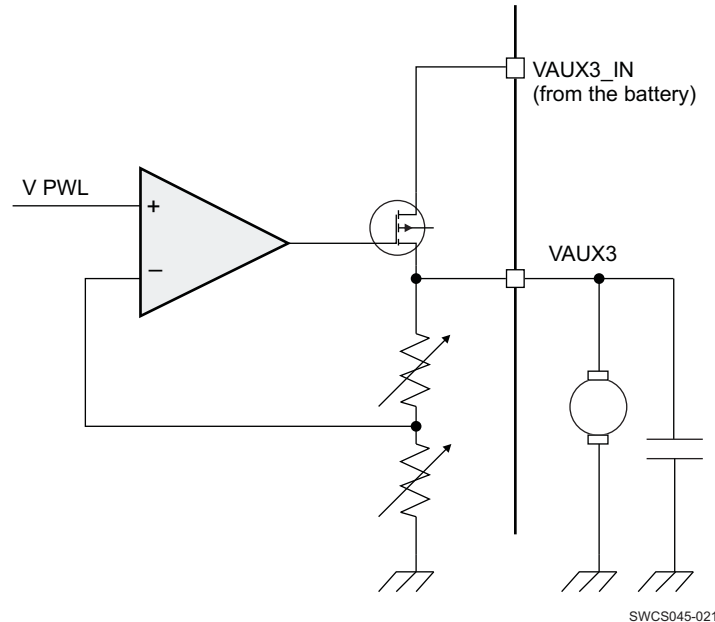 VAUX3_IN
(from the battery)
V PWL
+
–
VAUX3
SWCS045-021